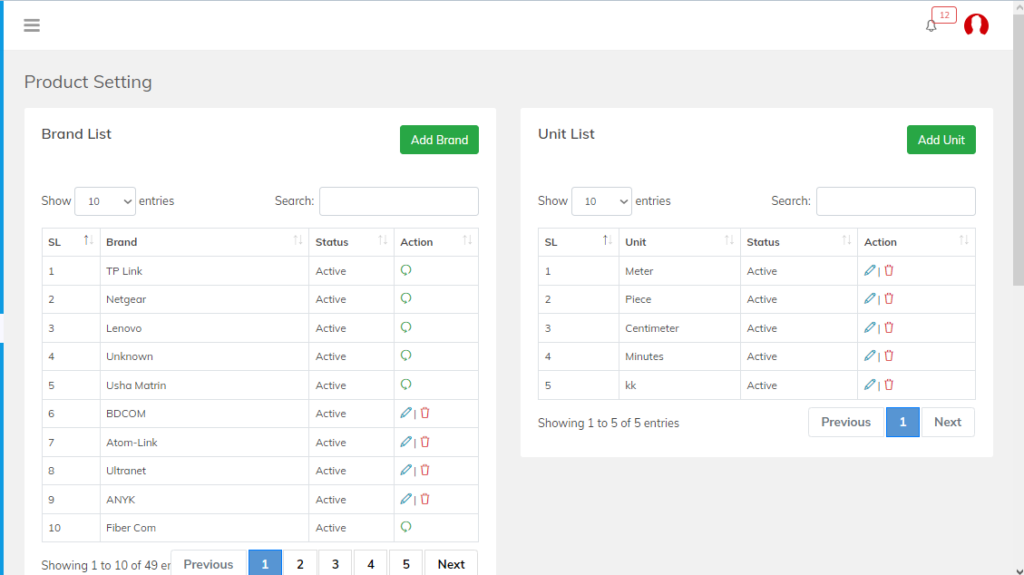 12
Product Setting
Brand List
Add Brand
Show 10 entries Search:
SL Brand Status Action
1 TP Link Active
2 Netgear Active
3 Lenovo Active
4 Unknown Active
5 Usha Matrin Active
6 BDCOM Active |
7 Atom-Link Active |
8 Ultranet Active |
9 ANYK Active |
10 Fiber Com Active
Showing 1 to 10 of 49 er Previous 1 2 3 4 5 Next
Unit List
Add Unit
Show 10 entries Search:
SL Unit Status Action
1 Meter Active |
2 Piece Active |
3 Centimeter Active |
4 Minutes Active |
5 kk Active |
Showing 1 to 5 of 5 entries Previous 1 Next